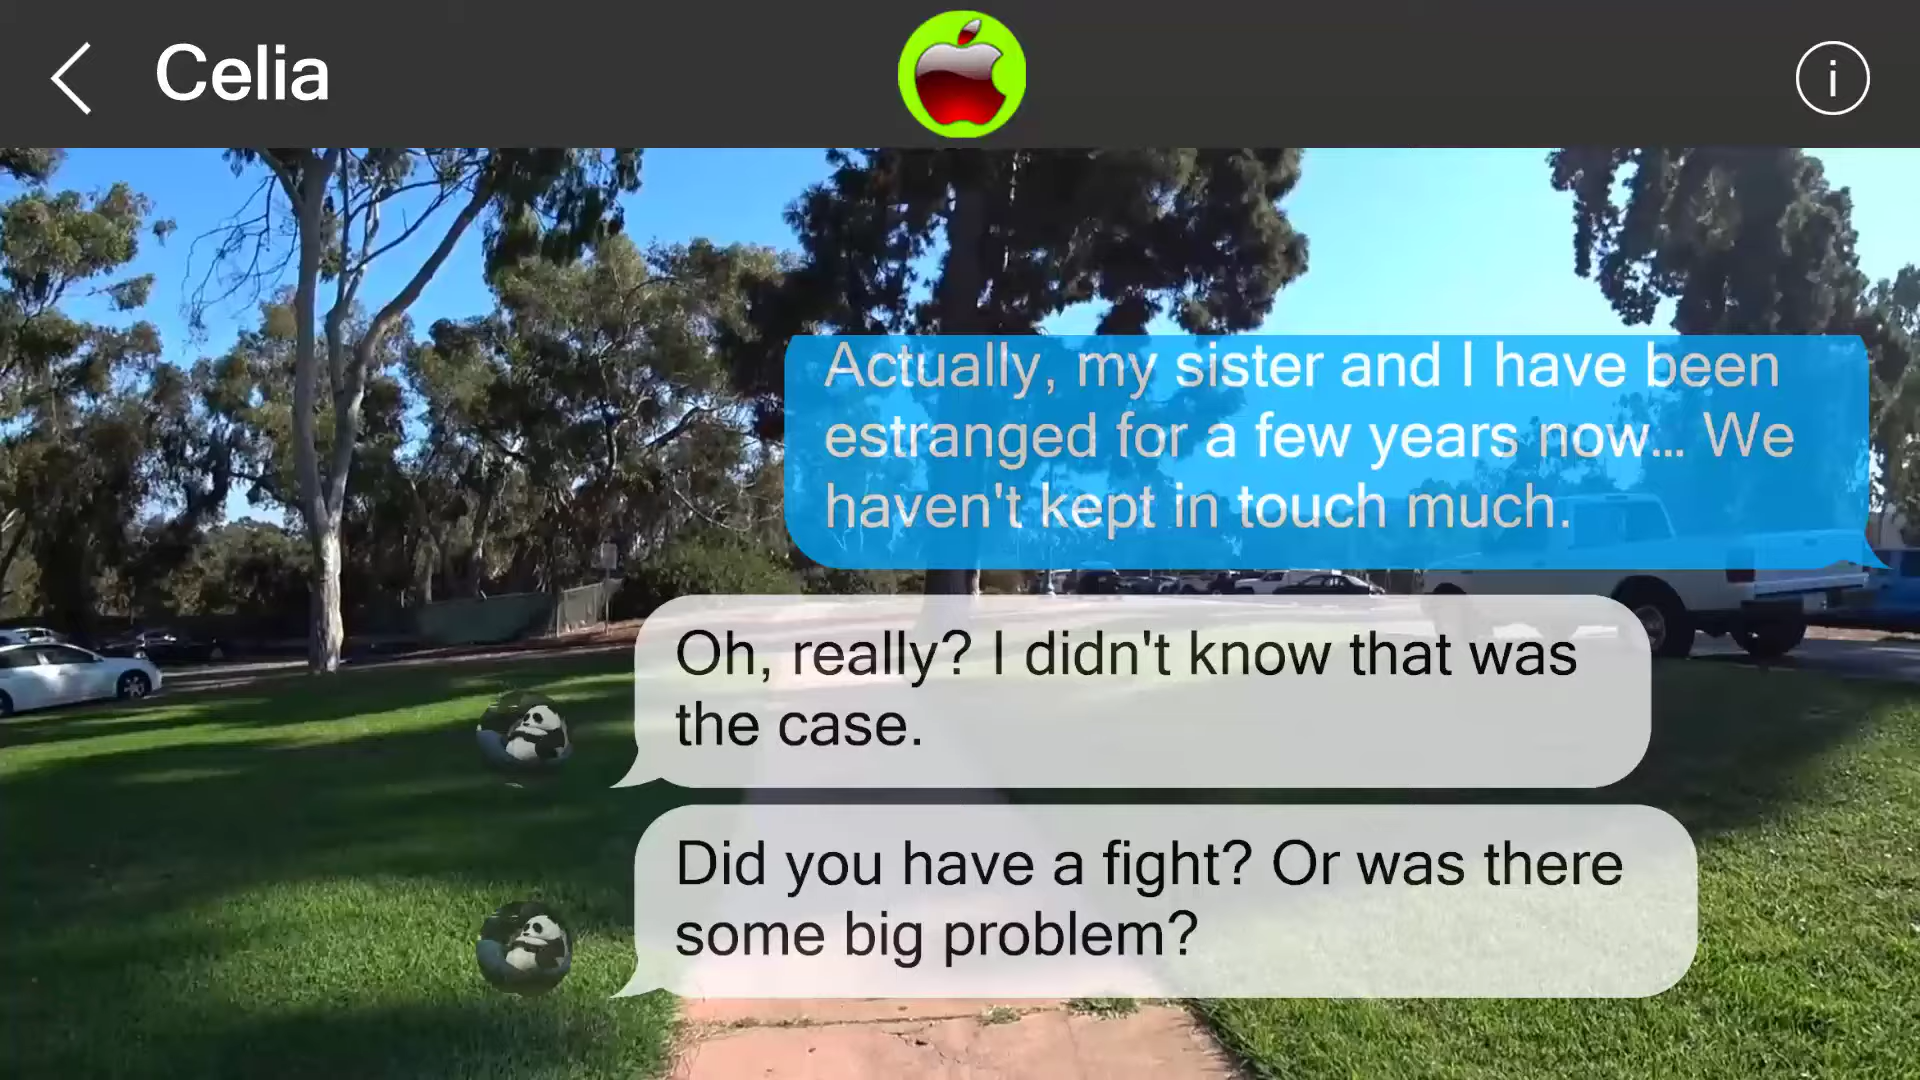 Celia
i
Actually, my sister and I have been
estranged for a few years now... We
haven't kept in touch much.
Oh, really? I didn't know that was
the case.
Did you have a fight? Or was there
some big problem?